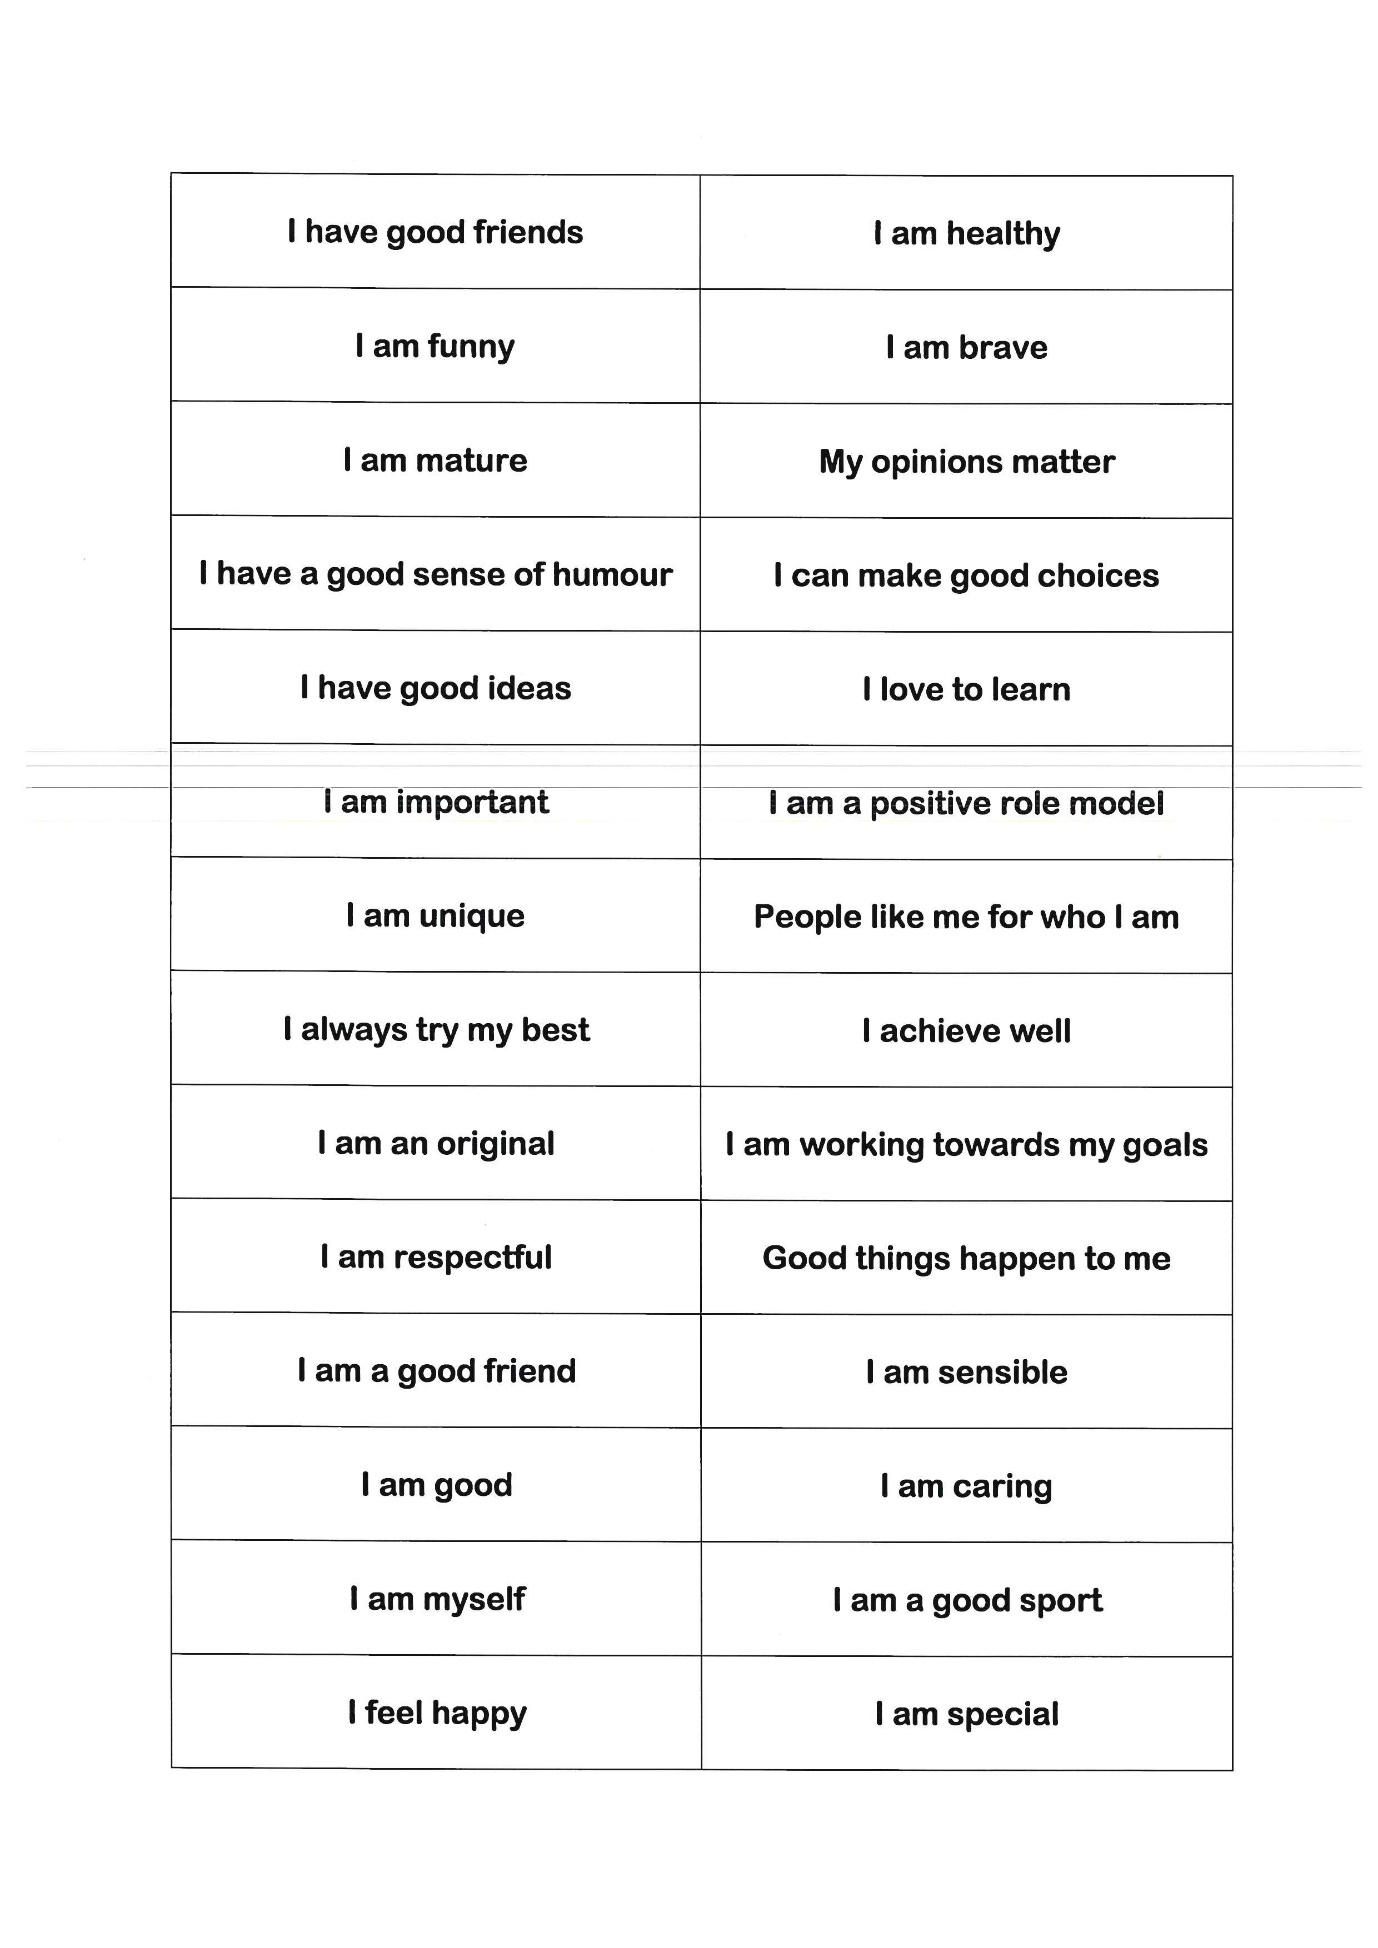 I have good friends
I am healthy
I am funny
I am brave
I am mature
My opinions matter
I have a good sense of humour
I can make good choices
I have good ideas
I love to learn
I am important
I am a positive role model
I am unique
People like me for who I am
I always try my best
I achieve well
I am an original
I am working towards my goals
I am respectful
Good things happen to me
I am a good friend
I am sensible
I am good
I am caring
I am myself
I am a good sport
I feel happy
I am special